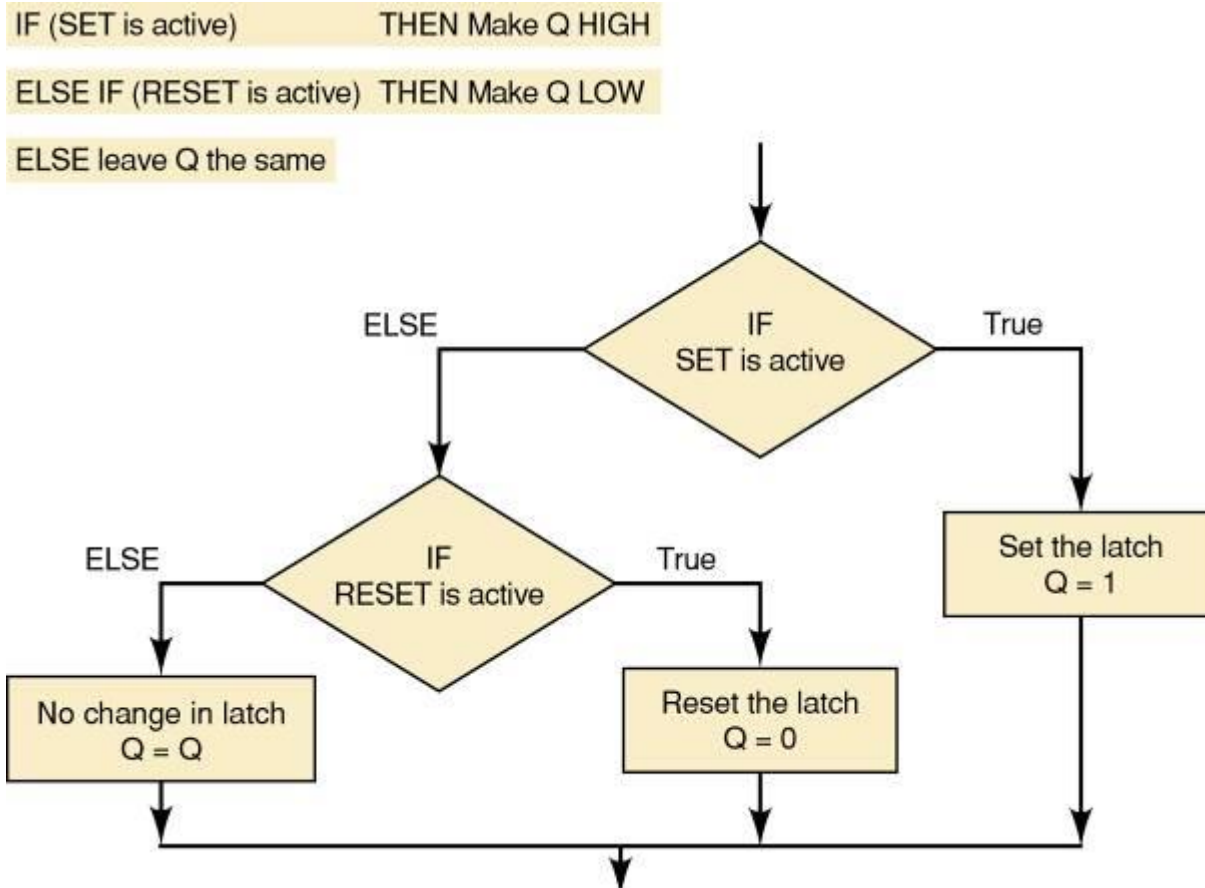 IF (SET is active) THEN Make Q HIGH
ELSE IF (RESET is active) THEN Make Q LOW
ELSE leave Q the same
ELSE
IF
SET is active
True
ELSE
IF
RESET is active
True
Set the latch
Q = 1
No change in latch
Q = Q
Reset the latch
Q = 0